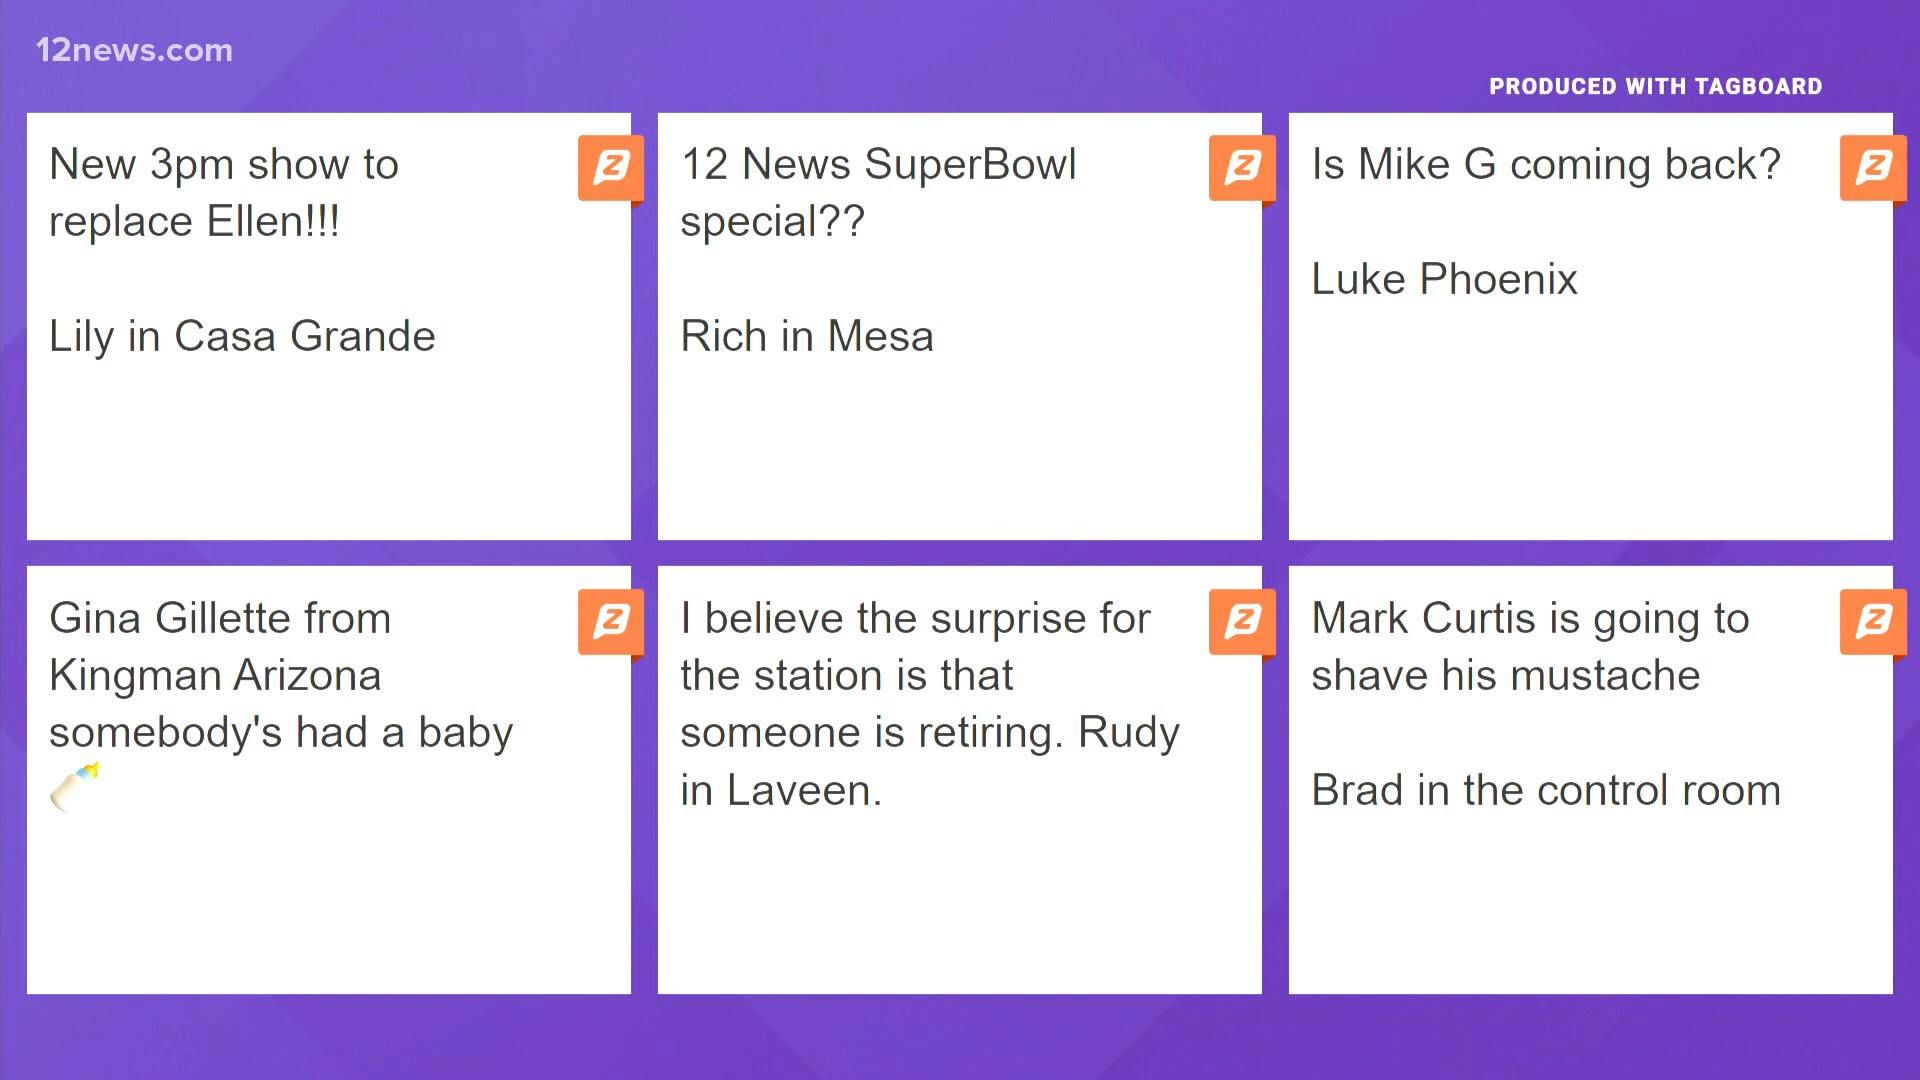 12news.com
PRODUCED WITH TAGBOARD
New 3pm show to
replace Ellen!!!
Lily in Casa Grande
12 News SuperBowl
special??
Rich in Mesa
Is Mike G coming back?
Luke Phoenix
Gina Gillette from
Kingman Arizona
somebody's had a baby
🍼
I believe the surprise for
the station is that
someone is retiring. Rudy
in Laveen.
Mark Curtis is going to
shave his mustache
Brad in the control room